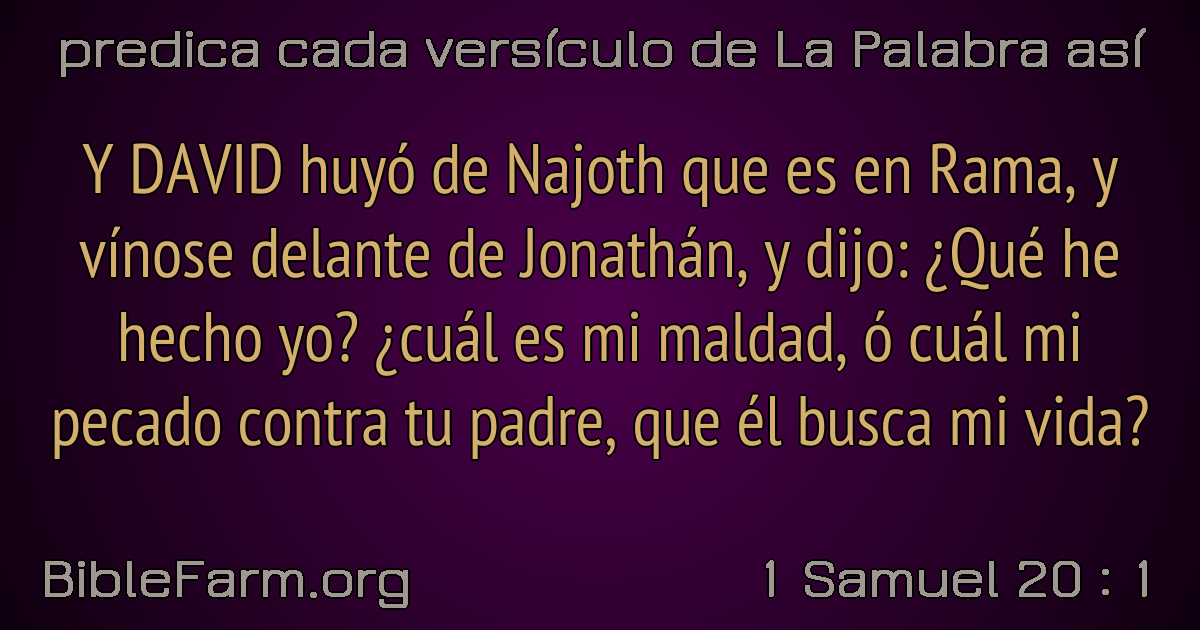 predica cada versículo de La Palabra así
Y DAVID huyó de Najoth que es en Rama, y
vínose delante de Jonathán, y dijo: ¿Qué he
hecho yo? ¿cuál es mi maldad, ó cuál mi
pecado contra tu padre, que él busca mi vida?
BibleFarm.org
1 Samuel 20 : 1